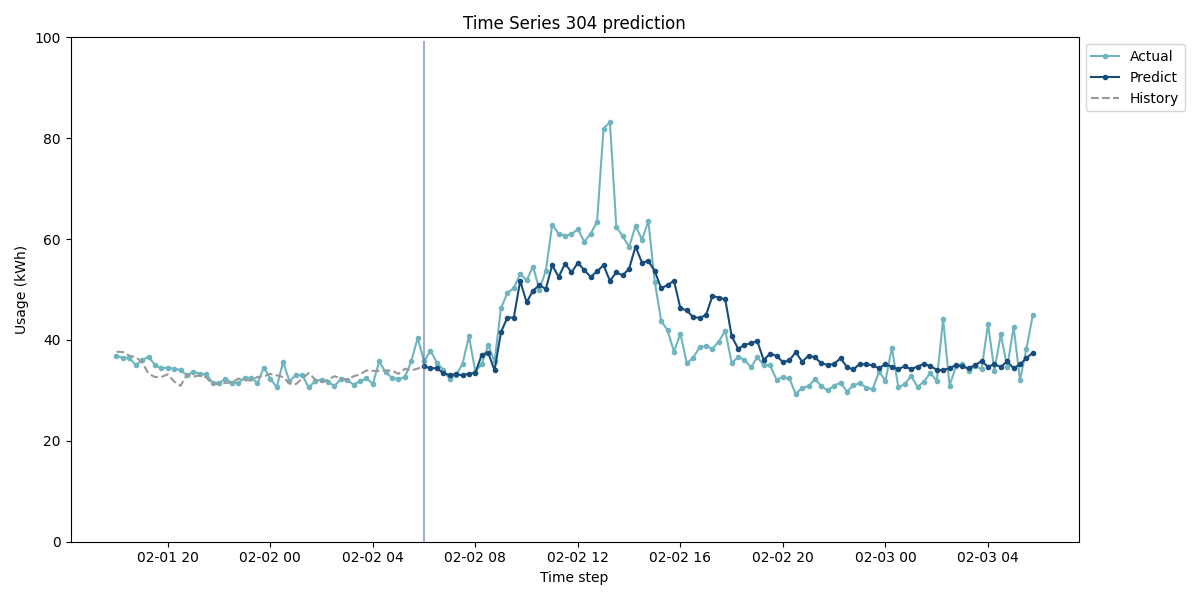 Time Series 304 prediction
100
80
60
40
20
0
Usage (kWh)
02-01 20
02-02 00
02-02 04
02-02 08
02-02 12
02-02 16
02-02 20
02-03 00
02-03 04
Time step
Actual
Predict
History